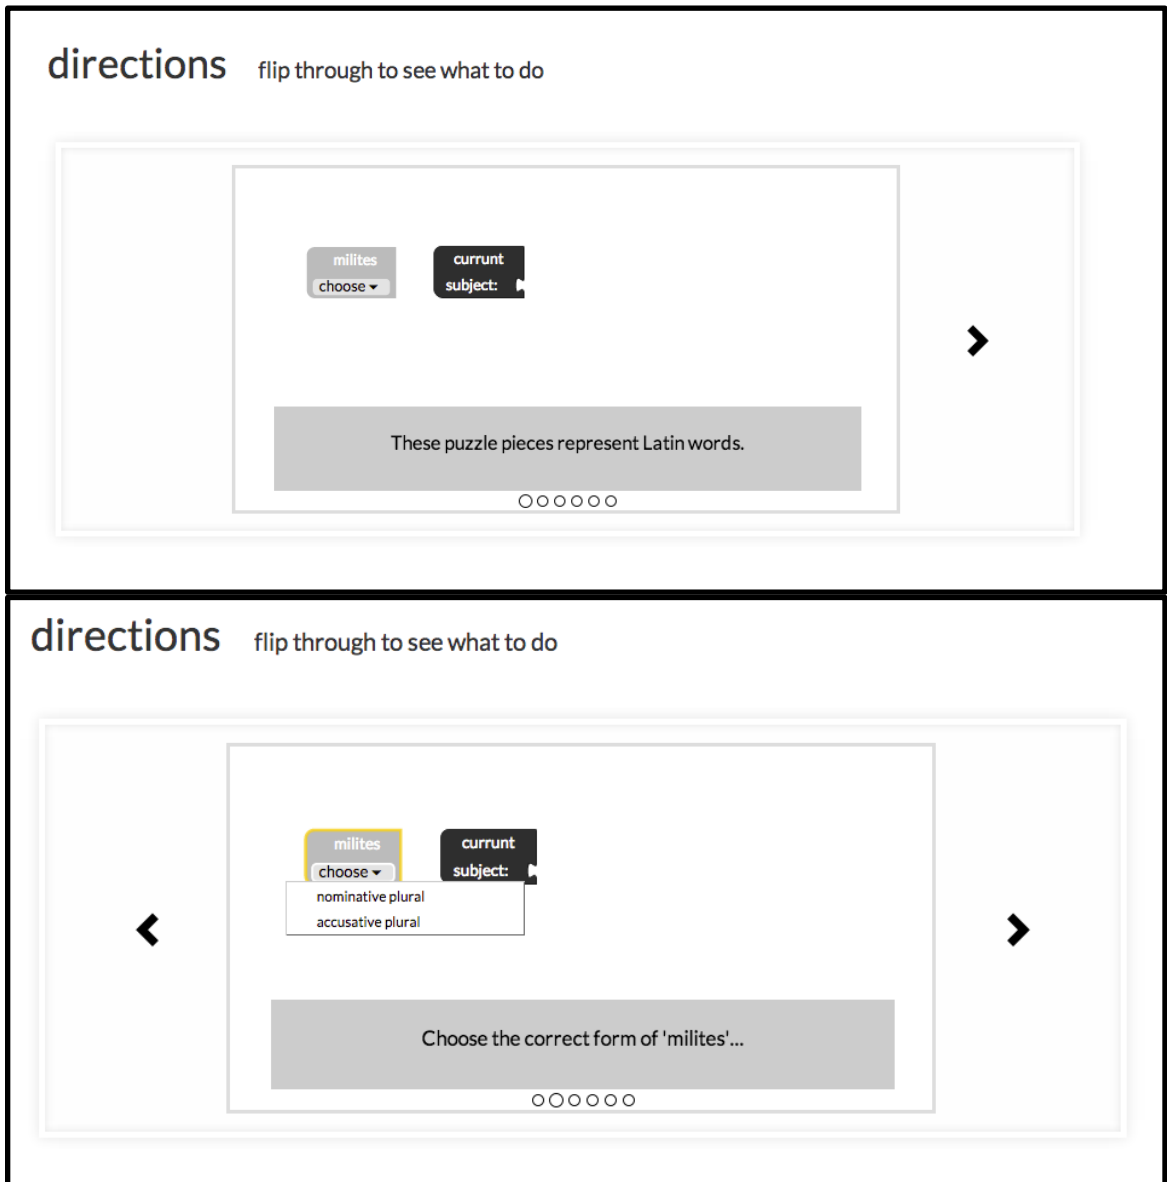 directions flip through to see what to do
milites currunt
choose subject:
These puzzle pieces represent Latin words.
directions flip through to see what to do
milites currunt
choose subject:
nominative plural
accusative plural
Choose the correct form of 'milites'...